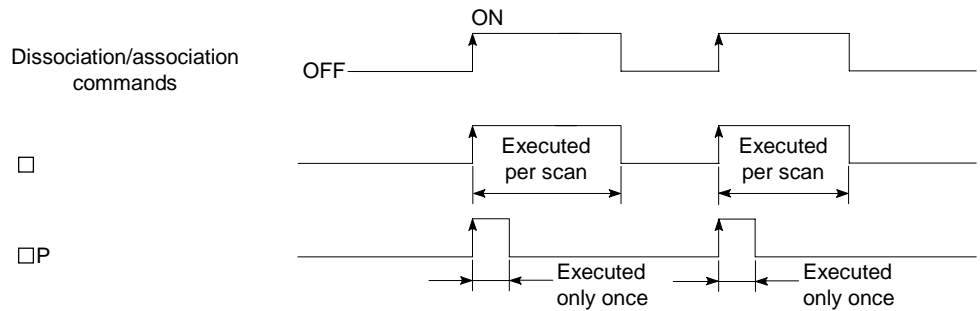 ON
Dissociation/association
commands
OFF
□
Executed
per scan
Executed
per scan
□P
Executed
only once
Executed
only once